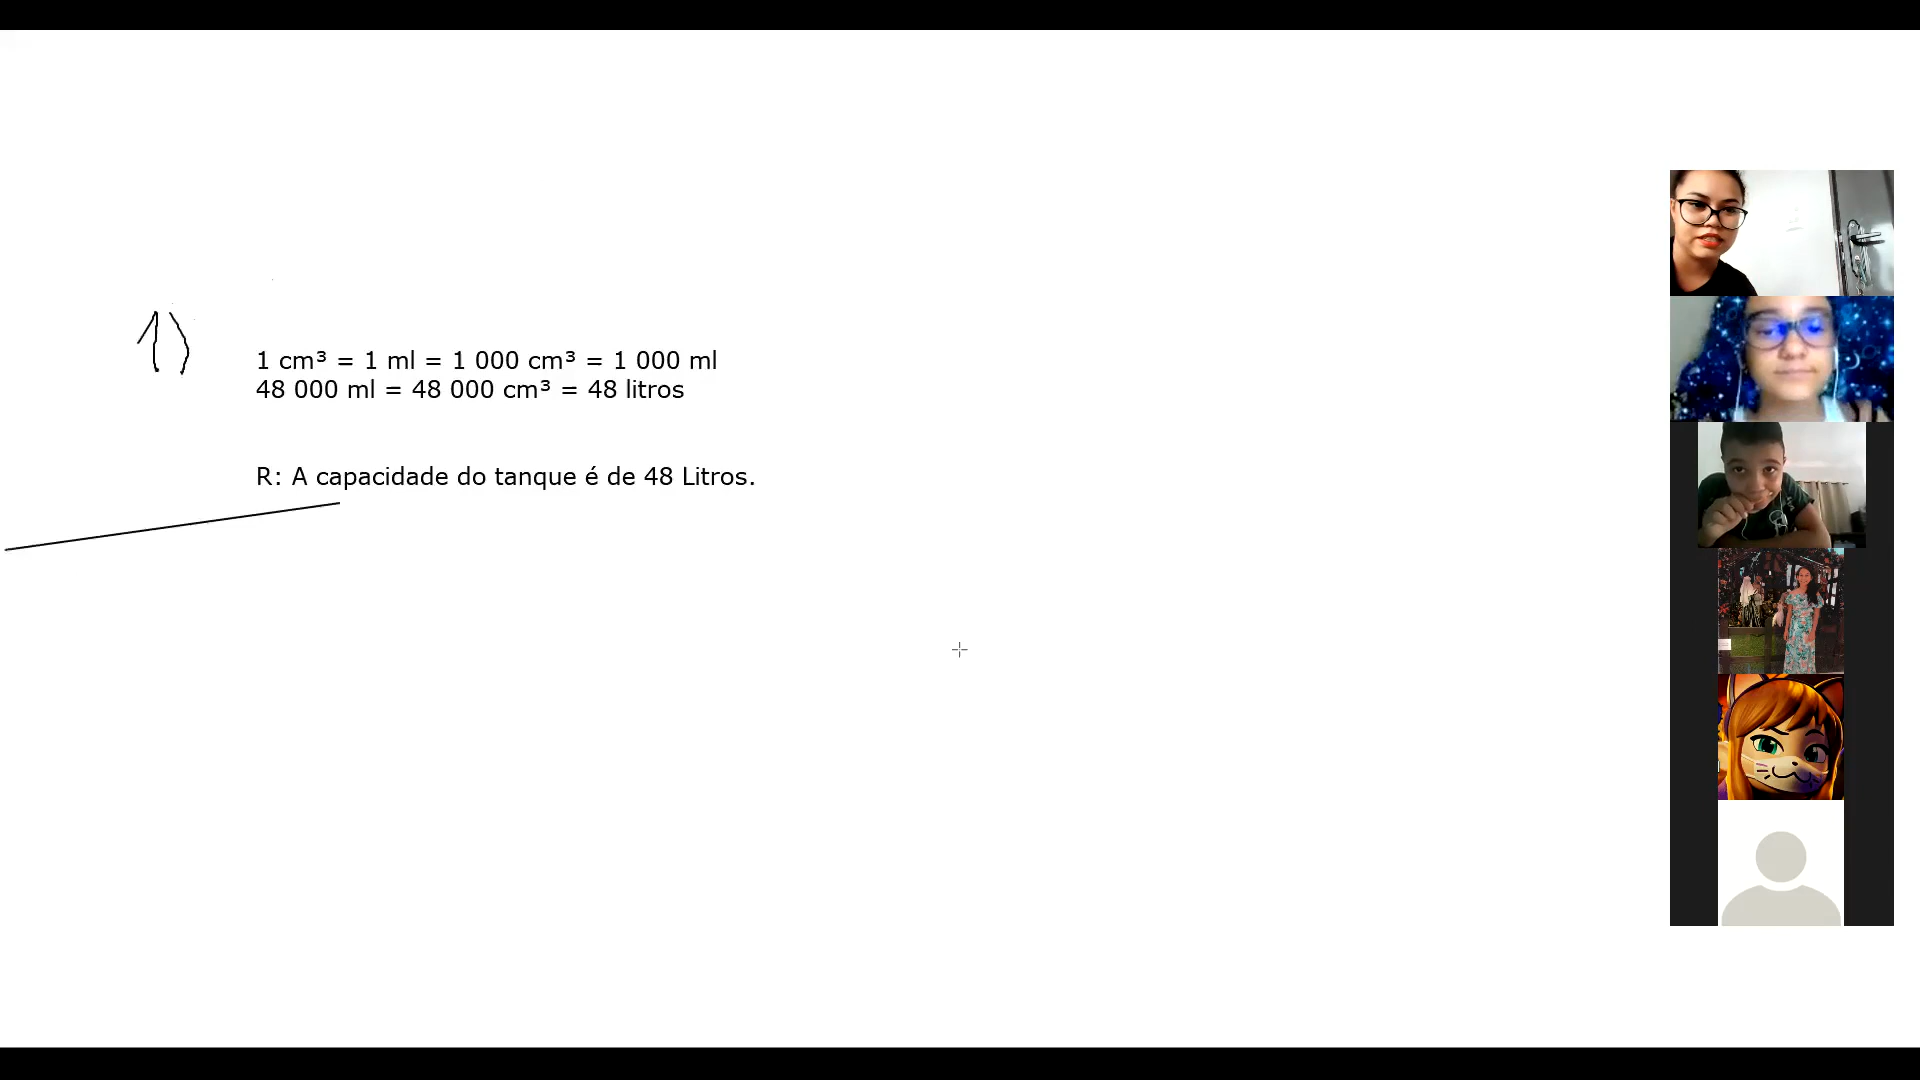 1)
1 cm³ = 1 ml = 1 000 cm³ = 1 000 ml
48 000 ml = 48 000 cm³ = 48 litros
R: A capacidade do tanque é de 48 Litros.